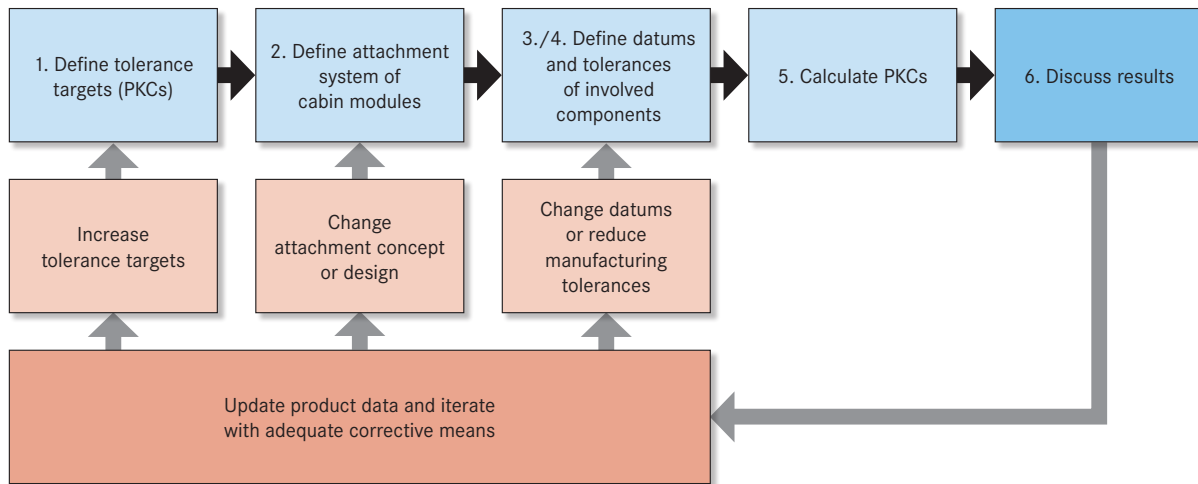 1. Define tolerance
targets (PKCs)
2. Define attachment
system of
cabin modules
3./4. Define datums
and tolerances
of involved
components
5. Calculate PKCs
6. Discuss results
Increase
tolerance targets
Change
attachment concept
or design
Change datums
or reduce
manufacturing
tolerances
Update product data and iterate
with adequate corrective means